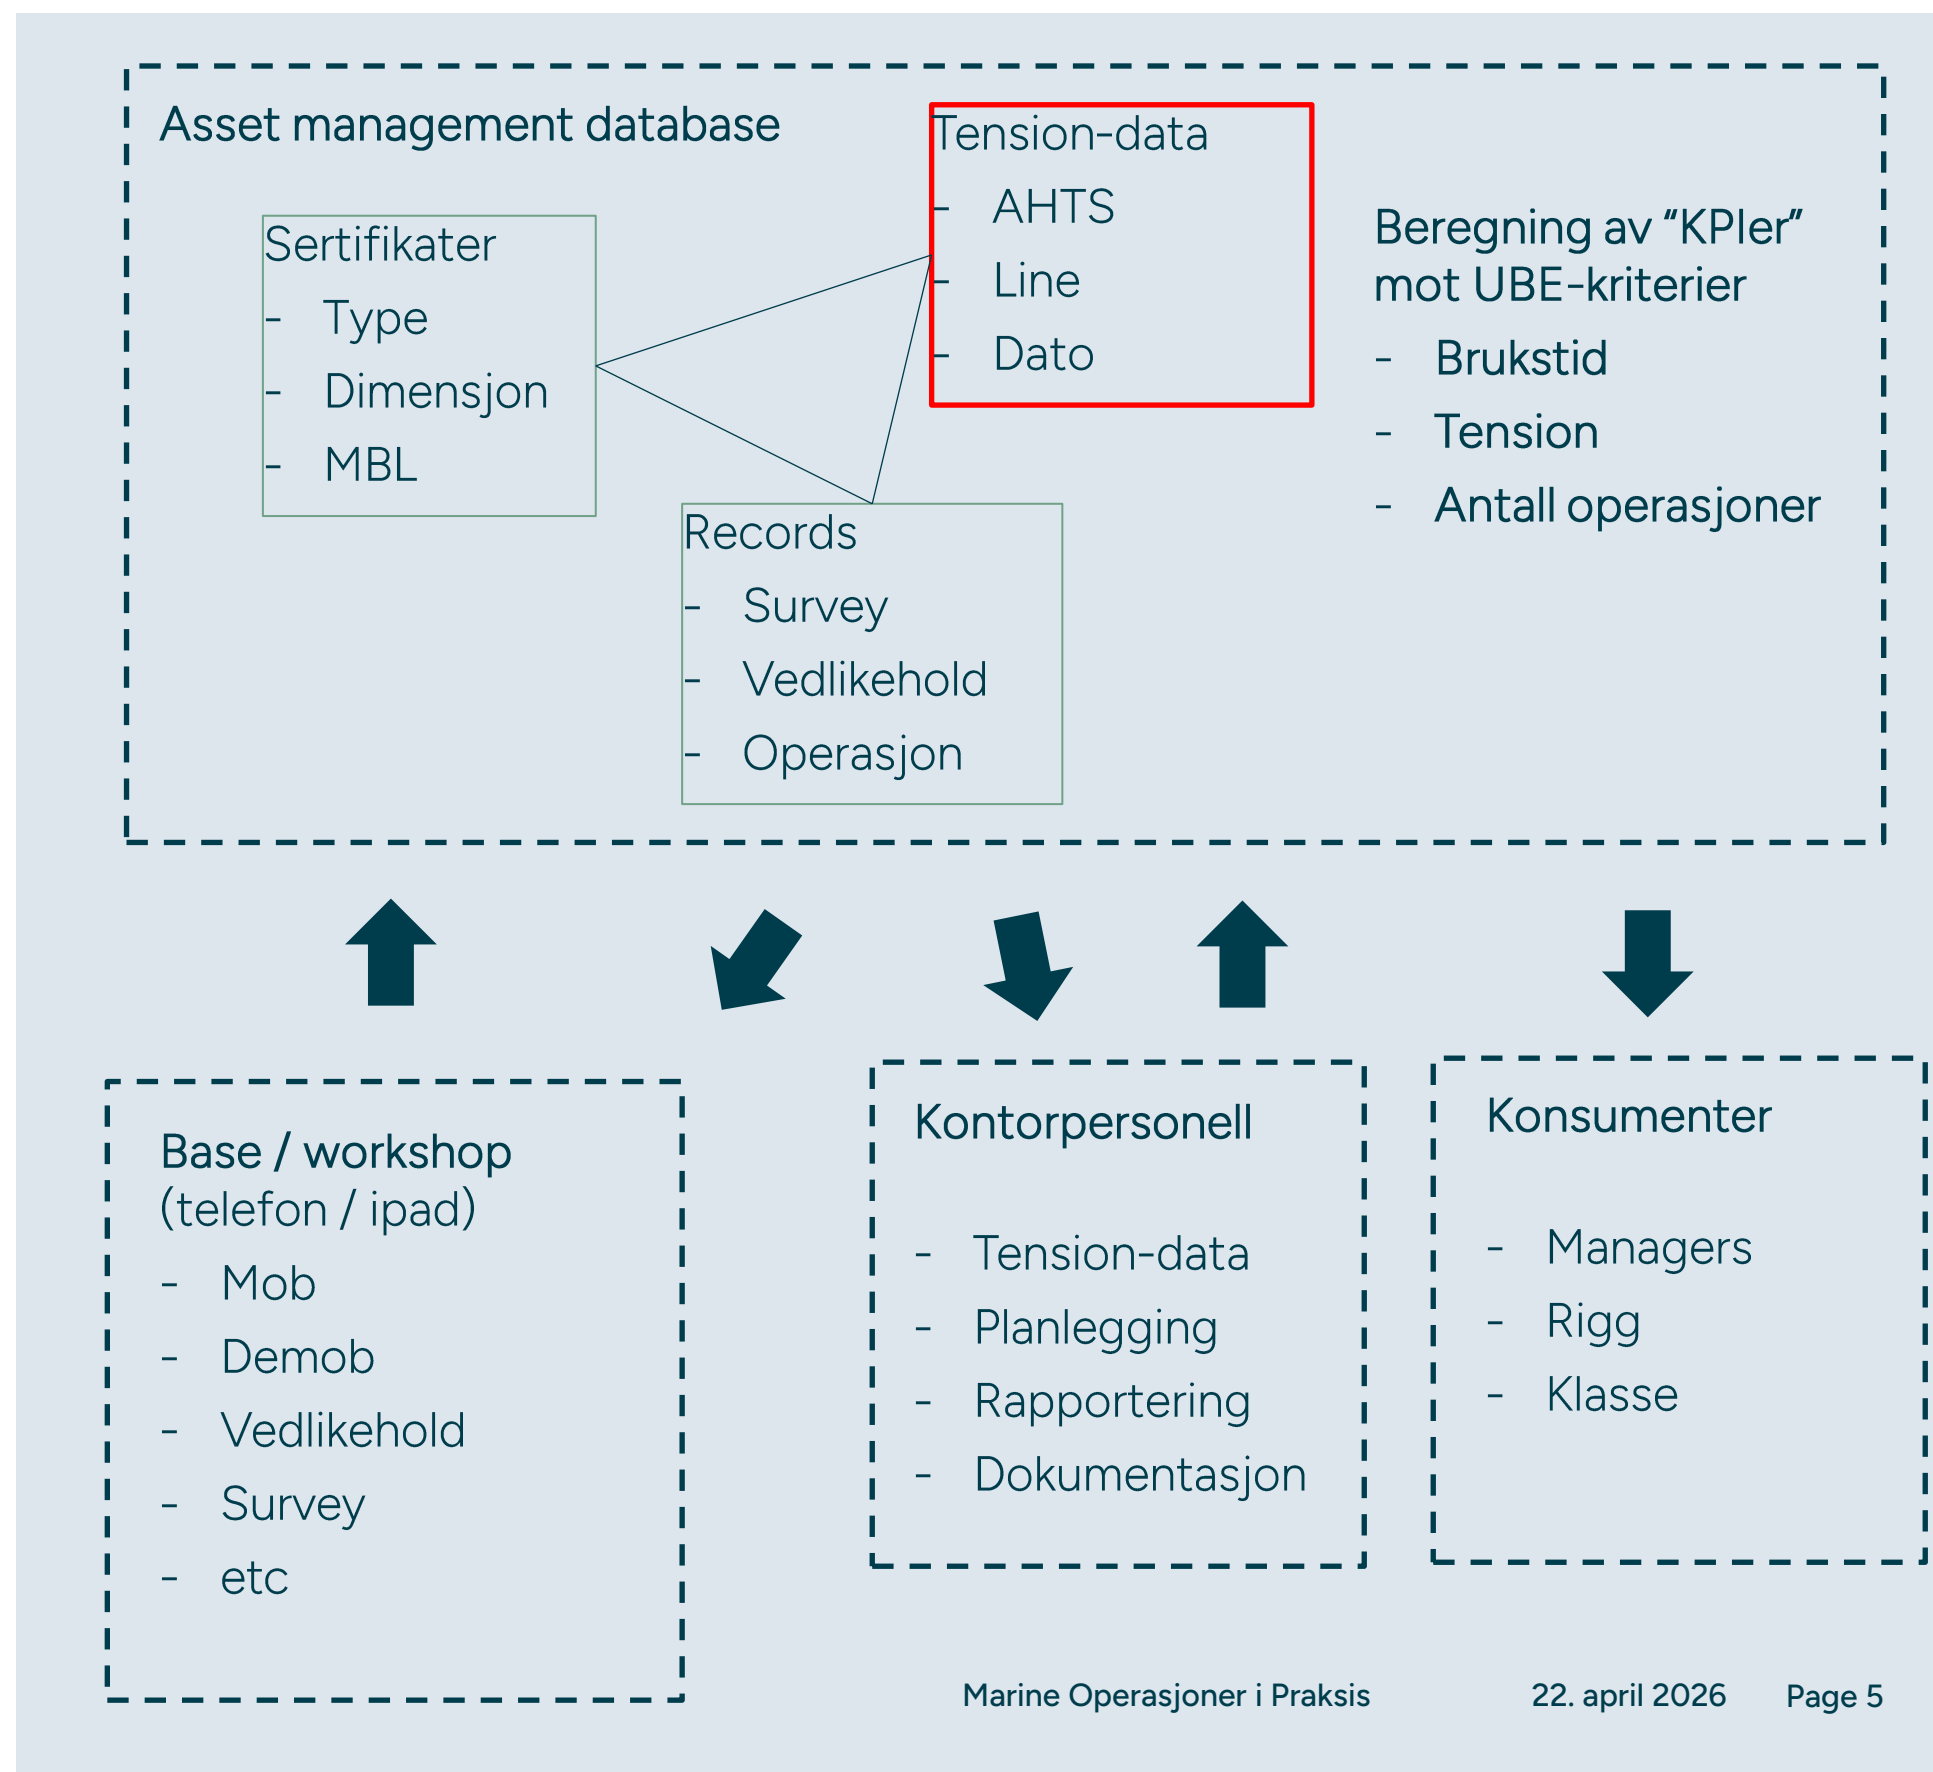 Asset management database
Sertifikater
- Type
- Dimensjon
- MBL
Tension-data
- AHTS
- Line
- Dato
Records
- Survey
- Vedlikehold
- Operasjon
Beregning av “KPIer”
mot UBE-kriterier
- Brukstid
- Tension
- Antall operasjoner
Base / workshop
(telefon / ipad)
- Mob
- Demob
- Vedlikehold
- Survey
- etc
Kontorpersonell
- Tension-data
- Planlegging
- Rapportering
- Dokumentasjon
Konsumenter
- Managers
- Rigg
- Klasse
Marine Operasjoner i Praksis
22. april 2026
Page 5